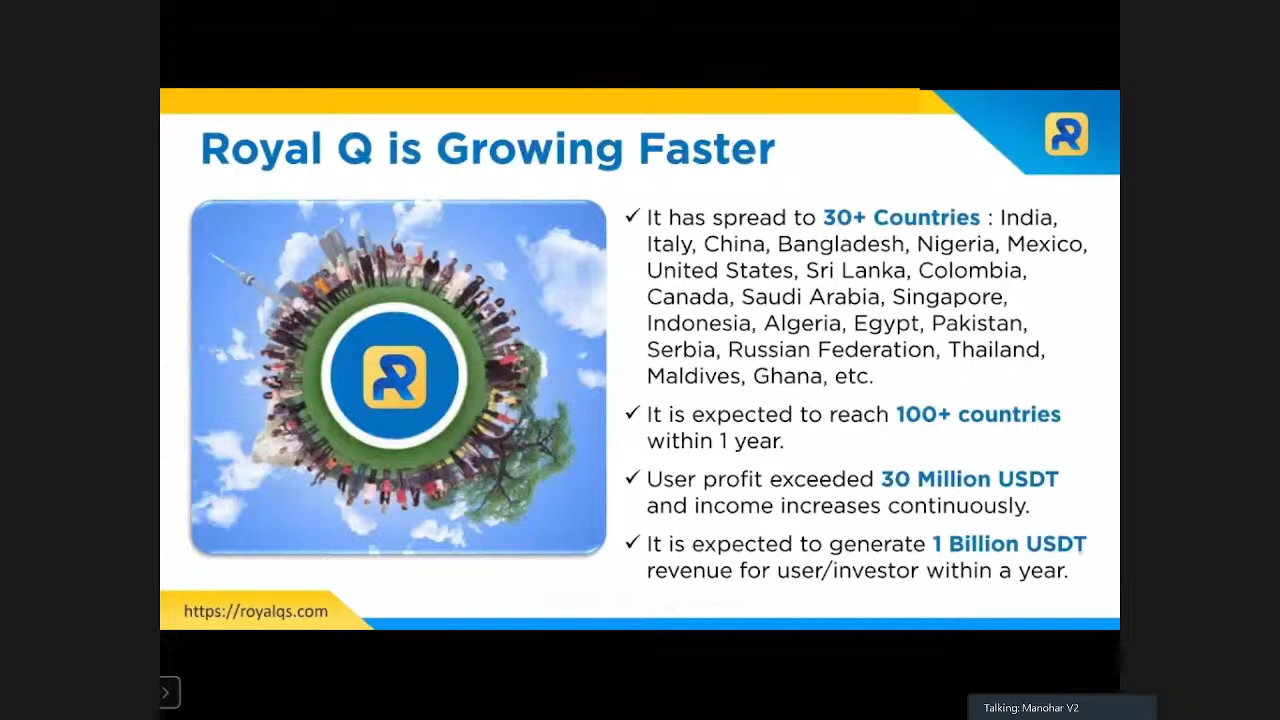 Royal Q is Growing Faster
✓ It has spread to 30+ Countries : India,
Italy, China, Bangladesh, Nigeria, Mexico,
United States, Sri Lanka, Colombia,
Canada, Saudi Arabia, Singapore,
Indonesia, Algeria, Egypt, Pakistan,
Serbia, Russian Federation, Thailand,
Maldives, Ghana, etc.
✓ It is expected to reach 100+ countries
within 1 year.
✓ User profit exceeded 30 Million USDT
and income increases continuously.
✓ It is expected to generate 1 Billion USDT
revenue for user/investor within a year.
https://royalqs.com
Talking: Manohar V2